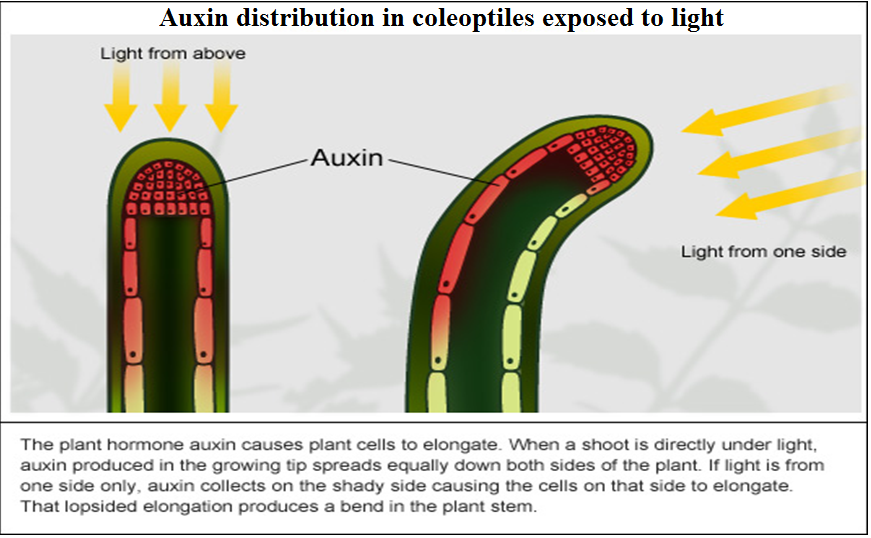 Auxin distribution in coleoptiles exposed to light
Light from above
Auxin
Light from one side
The plant hormone auxin causes plant cells to elongate. When a shoot is directly under light,
auxin produced in the growing tip spreads equally down both sides of the plant. If light is from
one side only, auxin collects on the shady side causing the cells on that side to elongate.
That lopsided elongation produces a bend in the plant stem.